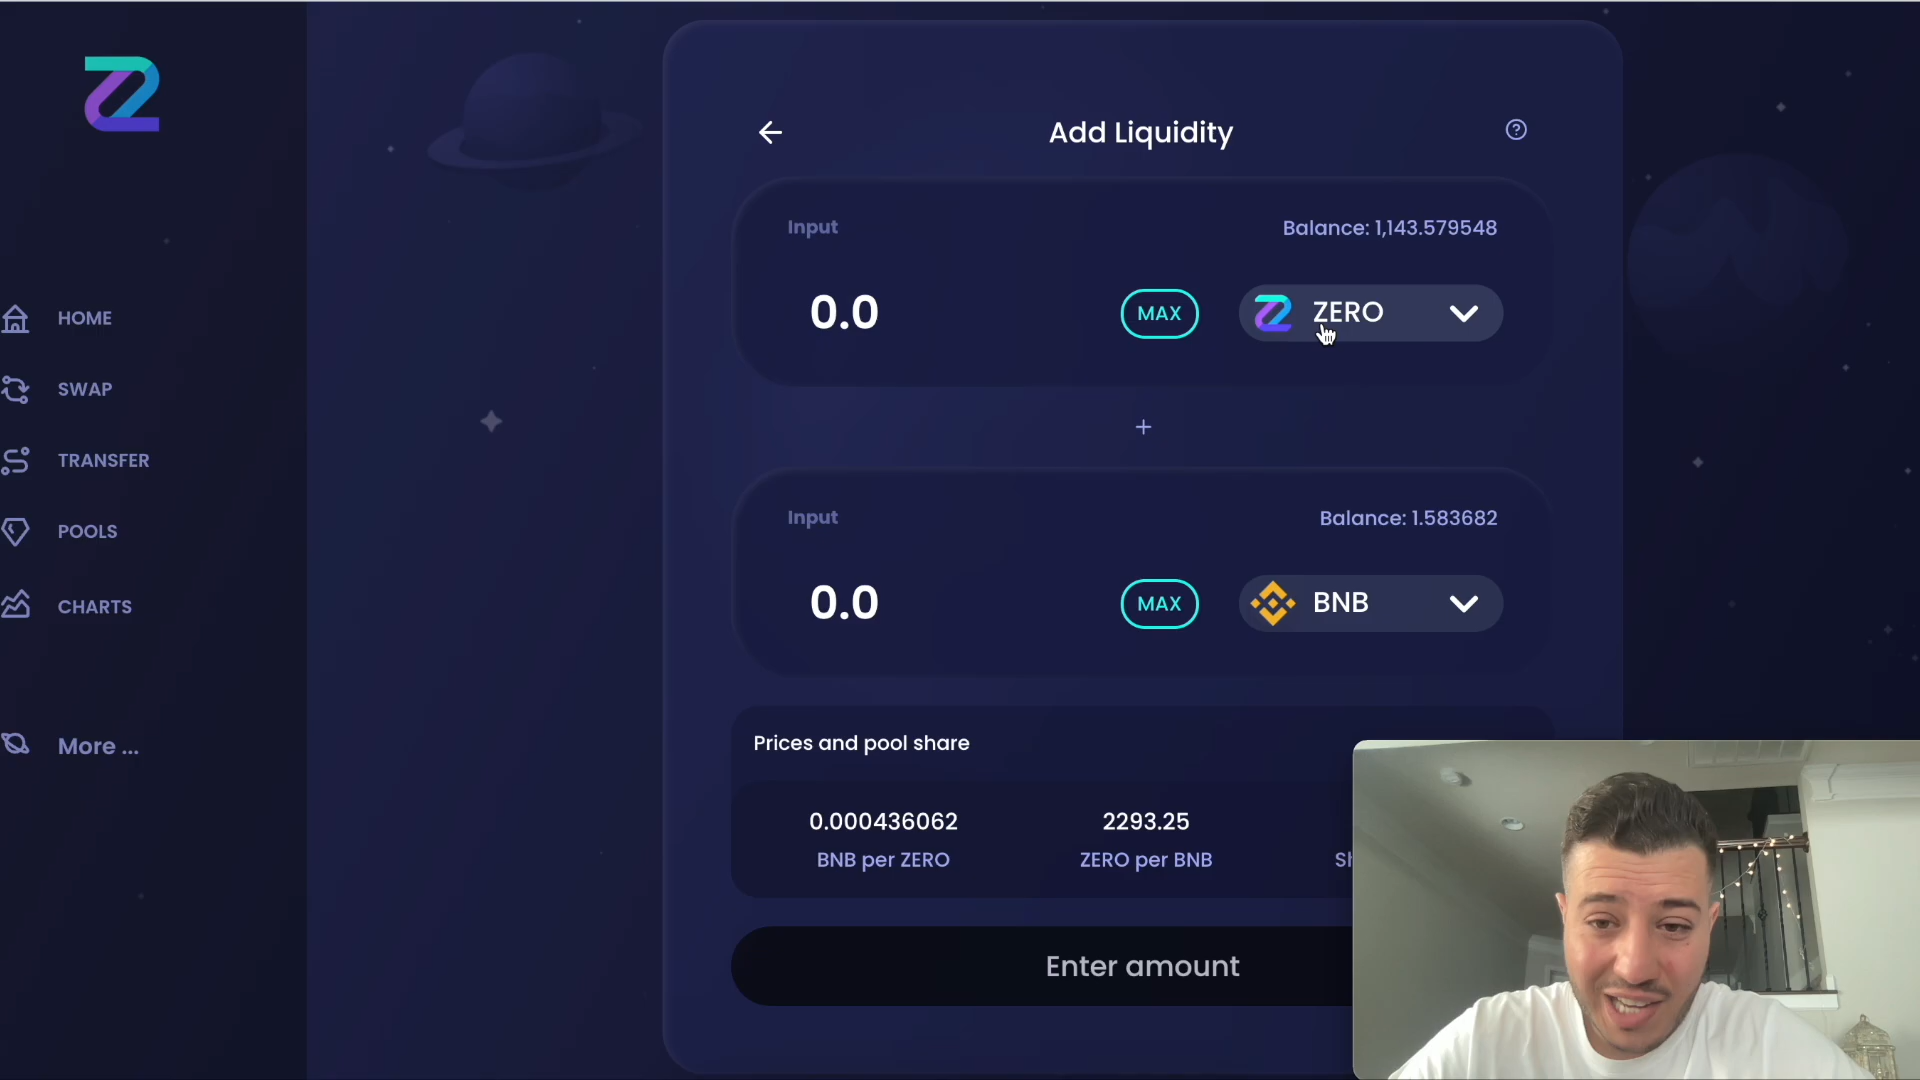 Add Liquidity
Input
Balance: 1,143.579548
0.0
MAX
ZERO
+
Input
Balance: 1.583682
0.0
MAX
BNB
Prices and pool share
0.000436062
2293.25
BNB per ZERO
ZERO per BNB
Enter amount
HOME
SWAP
TRANSFER
POOLS
CHARTS
More ...